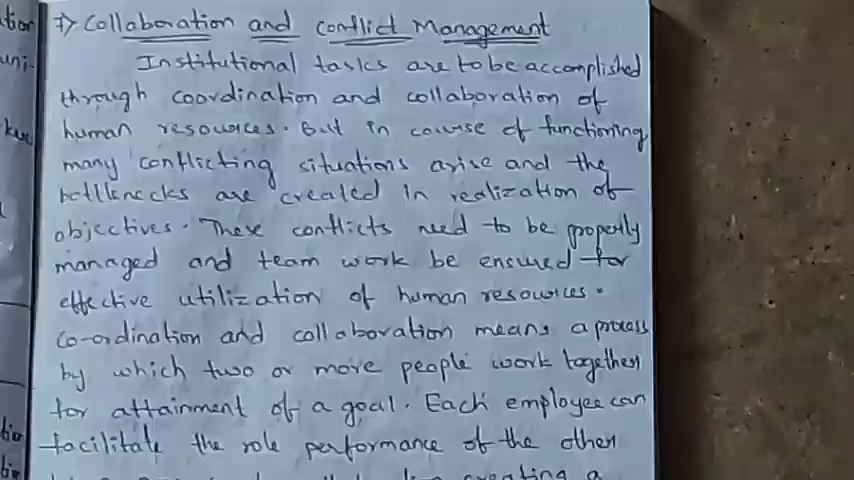 tion
7) Collaboration and conflict Management
uni-
Institutional tasks are to be accomplished
through coordination and collaboration of
human resources. But in course of functioning
many conflicting situations arise and the
bottlenecks are created in realization of
objectives. These conflicts need to be properly
managed and team work be ensured for
effective utilization of human resources.
Co-ordination and collaboration means a process
by which two or more people work together
for attainment of a goal. Each employee can
facilitate the role performance of the other
creating a